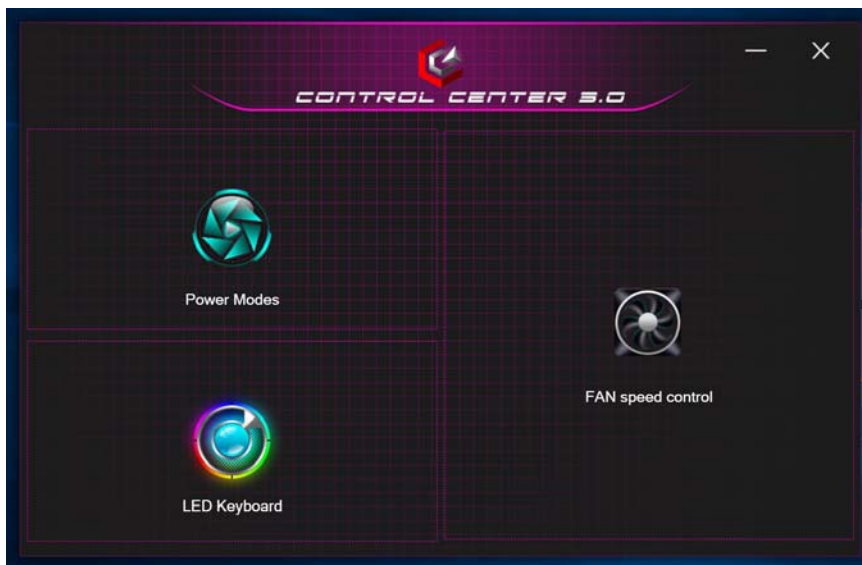 CONTROL CENTER 3.0
Power Modes
FAN speed control
LED Keyboard